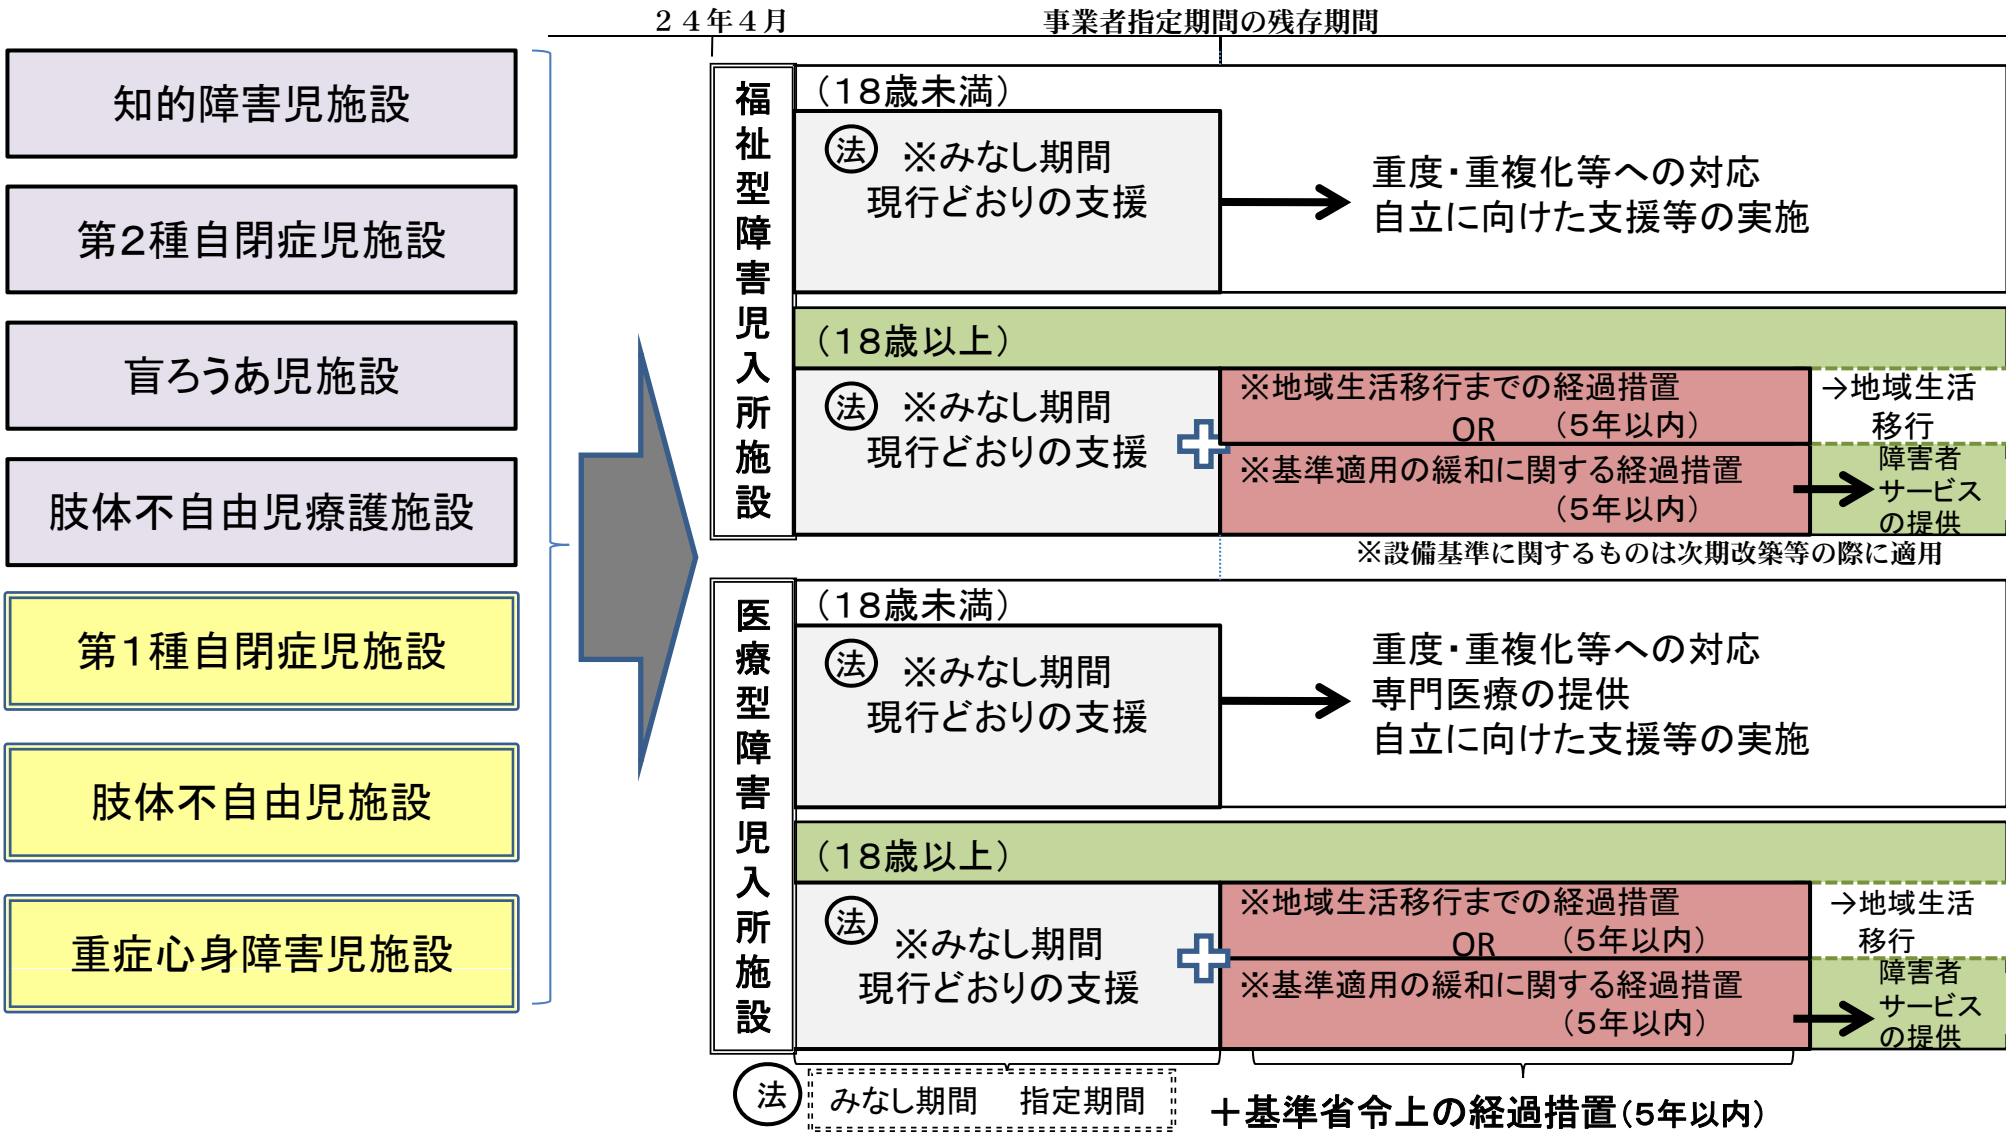 ２４年４月
事業者指定期間の残存期間
知的障害児施設
第2種自閉症児施設
盲ろうあ児施設
肢体不自由児療護施設
第1種自閉症児施設
肢体不自由児施設
重症心身障害児施設
福祉型障害児入所施設
（18歳未満）
法 ※みなし期間
現行どおりの支援
重度・重複化等への対応
自立に向けた支援等の実施
（18歳以上）
法 ※みなし期間
現行どおりの支援
※地域生活移行までの経過措置
OR （5年以内）
※基準適用の緩和に関する経過措置
（5年以内）
→地域生活
移行
障害者
サービス
の提供
※設備基準に関するものは次期改築等の際に適用
医療型障害児入所施設
（18歳未満）
法 ※みなし期間
現行どおりの支援
重度・重複化等への対応
専門医療の提供
自立に向けた支援等の実施
（18歳以上）
法 ※みなし期間
現行どおりの支援
※地域生活移行までの経過措置
OR （5年以内）
※基準適用の緩和に関する経過措置
（5年以内）
→地域生活
移行
障害者
サービス
の提供
法 みなし期間 指定期間
＋基準省令上の経過措置（5年以内）